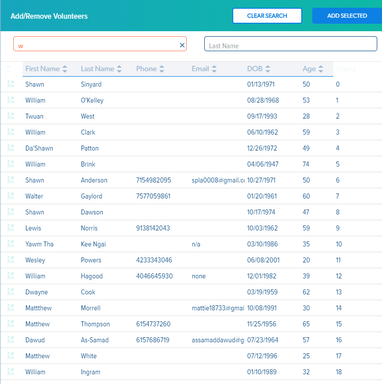 Add/Remove Volunteers CLEAR SEARCH ADD SELECTED
w × Last Name
First Name Last Name Phone Email DOB Age
Shawn Sinyard 01/13/1971 50 0
William O'Kelley 08/28/1968 53 1
Twuan West 09/17/1993 28 2
William Clark 06/10/1962 59 3
Da'Shawn Patton 12/26/1972 49 4
William Brink 04/06/1947 74 5
Shawn Anderson 7154982095 spla0008@gmail.cc 10/27/1971 50 6
Walter Gaylord 7577059861 01/20/1961 60 7
Shawn Dawson 10/17/1974 47 8
Lewis Norris 9138142043 10/03/1962 59 9
Yawm Tha Kee Ngai n/a 03/10/1986 35 10
Wesley Powers 4233343046 06/08/2001 20 11
William Hagood 4046645930 none 12/01/1982 39 12
Dwayne Cook 03/19/1959 62 13
Mattthew Morrell mattie18733@gmai 10/08/1991 30 14
Matthew Thompson 6154737260 11/25/1956 65 15
Dawud As-Samad 6157686719 assamaddawud@g 07/23/1964 57 16
Matthew White 07/12/1996 25 17
William Ingram 01/10/1989 32 18